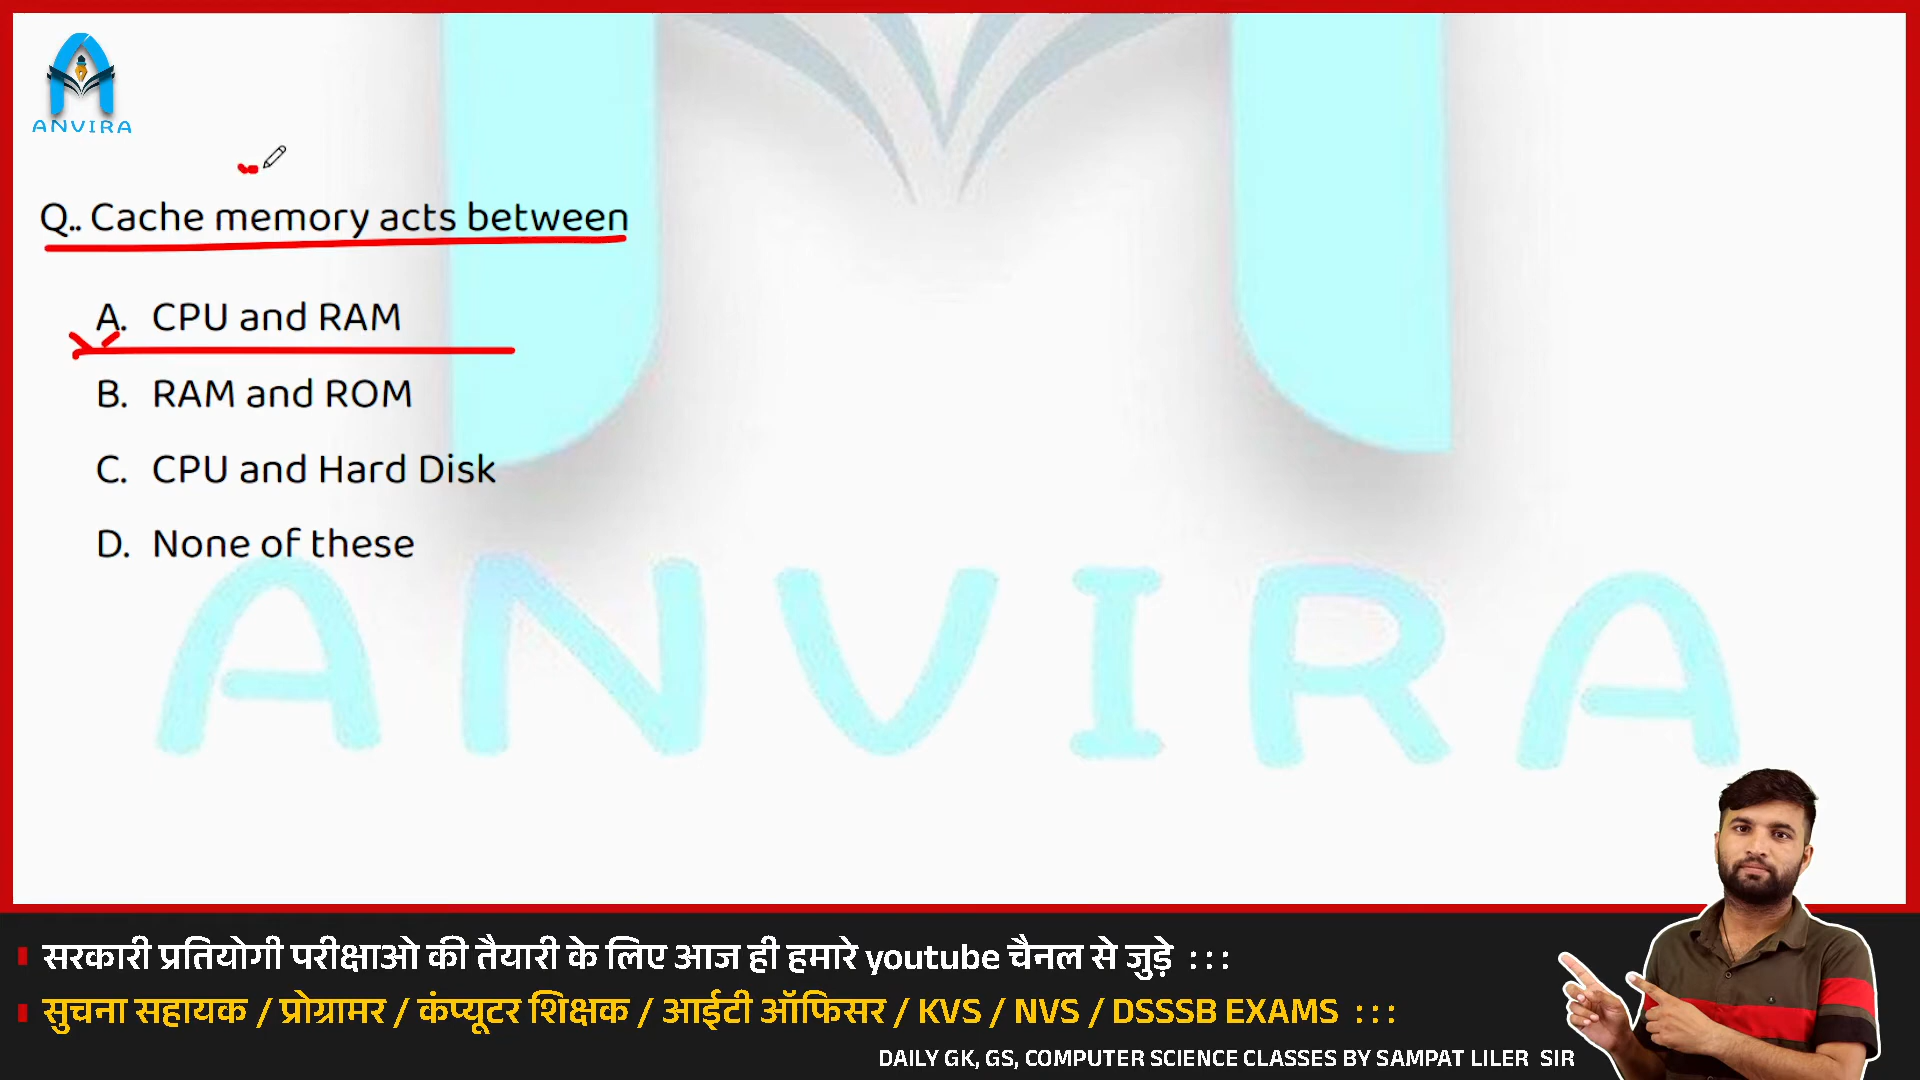 ANVIRA
Q.. Cache memory acts between
A. CPU and RAM
B. RAM and ROM
C. CPU and Hard Disk
D. None of these
ANVIRA
सरकारी प्रतियोगी परीक्षाओ की तैयारी के लिए आज ही हमारे youtube चैनल से जुड़े :::
सुचना सहायक / प्रोग्रामर / कंप्यूटर शिक्षक / आईटी ऑफिसर / KVS / NVS / DSSSB EXAMS :::
DAILY GK, GS, COMPUTER SCIENCE CLASSES BY SAMPAT LILER SIR